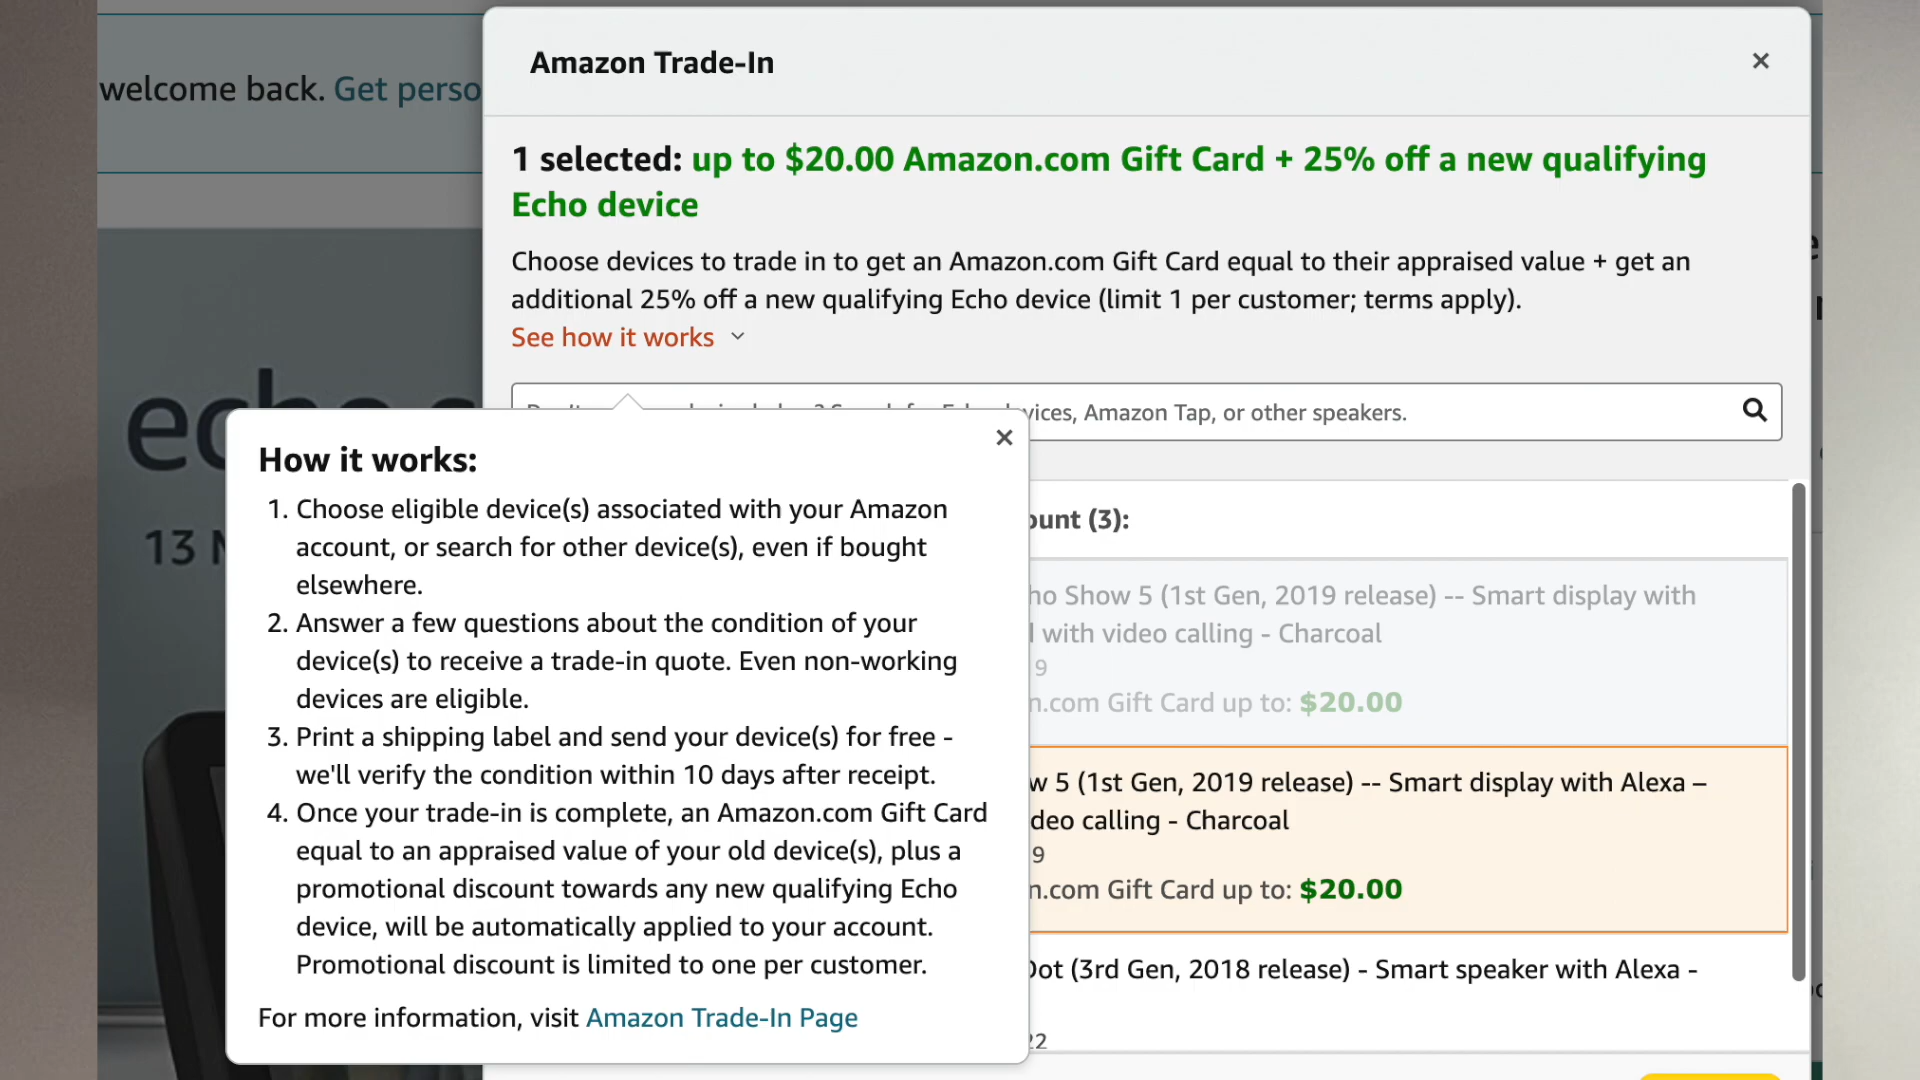 welcome back. Get perso
Amazon Trade-In
1 selected: up to $20.00 Amazon.com Gift Card + 25% off a new qualifying
Echo device
Choose devices to trade in to get an Amazon.com Gift Card equal to their appraised value + get an
additional 25% off a new qualifying Echo device (limit 1 per customer; terms apply).
See how it works
vices, Amazon Tap, or other speakers.
echo s
13 M
How it works:
1. Choose eligible device(s) associated with your Amazon
account, or search for other device(s), even if bought
elsewhere.
2. Answer a few questions about the condition of your
device(s) to receive a trade-in quote. Even non-working
devices are eligible.
3. Print a shipping label and send your device(s) for free -
we'll verify the condition within 10 days after receipt.
4. Once your trade-in is complete, an Amazon.com Gift Card
equal to an appraised value of your old device(s), plus a
promotional discount towards any new qualifying Echo
device, will be automatically applied to your account.
Promotional discount is limited to one per customer.
For more information, visit Amazon Trade-In Page
ount (3):
ho Show 5 (1st Gen, 2019 release) -- Smart display with
with video calling - Charcoal
9
n.com Gift Card up to: $20.00
w 5 (1st Gen, 2019 release) -- Smart display with Alexa –
deo calling - Charcoal
9
n.com Gift Card up to: $20.00
Dot (3rd Gen, 2018 release) - Smart speaker with Alexa -
22